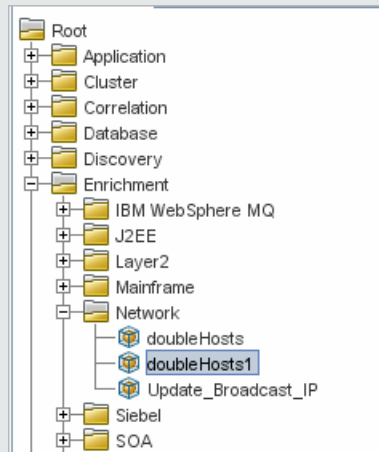 Root
Application
Cluster
Correlation
Database
Discovery
Enrichment
IBM WebSphere MQ
J2EE
Layer2
Mainframe
Network
doubleHosts
doubleHosts1
Update_Broadcast_IP
Siebel
SOA